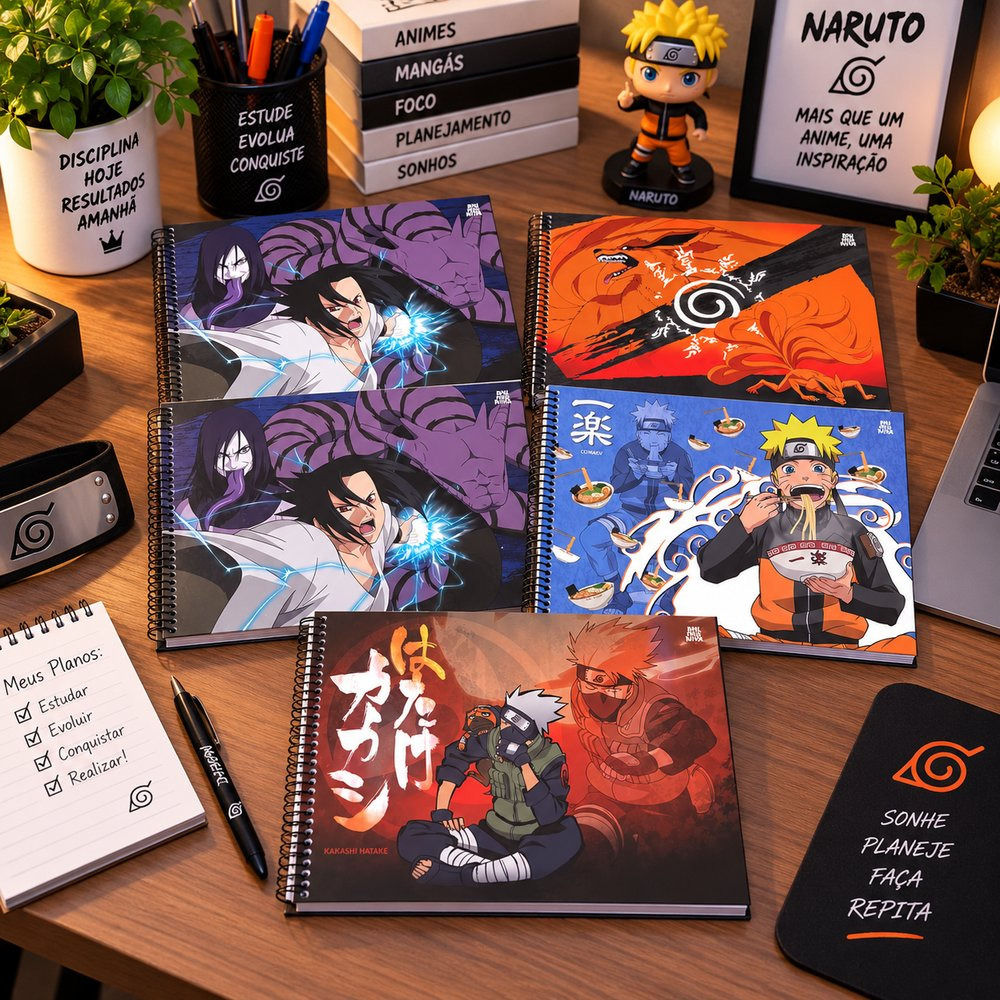 DISCIPLINA
HOJE
RESULTADOS
AMANHÃ
ESTUDE
EVOLUA
CONQUISTE
ANIMES
MANGÁS
FOCO
PLANEJAMENTO
SONHOS
NARUTO
NARUTO
MAIS QUE UM
ANIME, UMA
INSPIRAÇÃO
一楽
一楽
Meus Planos:
Estudar
Evoluir
Conquistar
Realizar!
はたけ
カカシ
KAKASHI HATAKE
SONHE
PLANEJE
FAÇA
REPITA